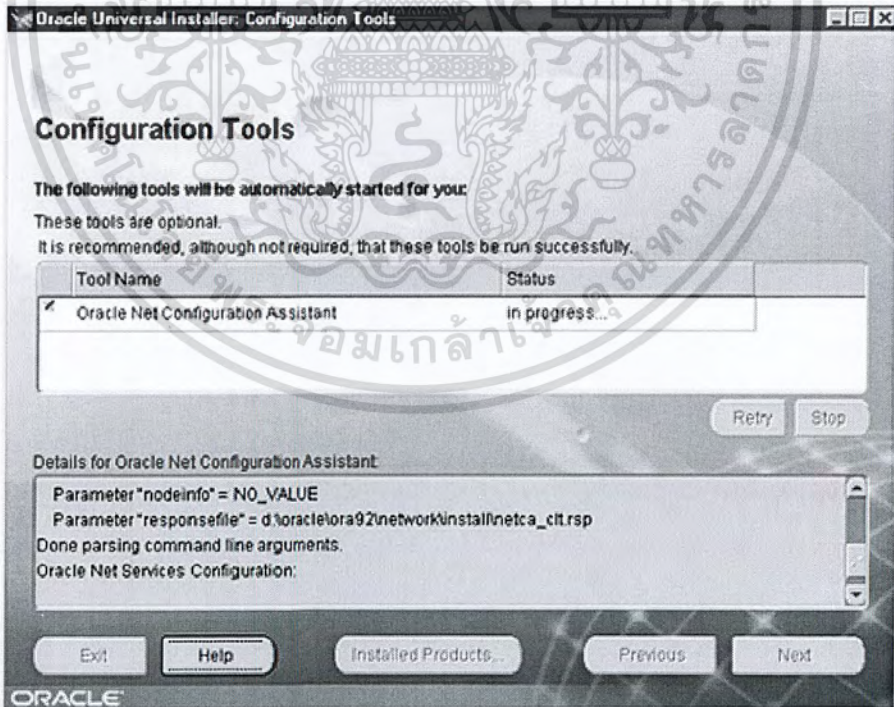 Oracle Universal Installer: Configuration Tools
Configuration Tools
The following tools will be automatically started for you:
These tools are optional.
It is recommended, although not required, that these tools be run successfully.
Tool Name Status
Oracle Net Configuration Assistant in progress...
Retry Stop
Details for Oracle Net Configuration Assistant:
Parameter "nodeinfo" = NO_VALUE
Parameter "responsefile" = d:\oracle\ora92\network\install\netca_clt.rsp
Done parsing command line arguments.
Oracle Net Services Configuration:
Exit Help Installed Products... Previous Next
ORACLE